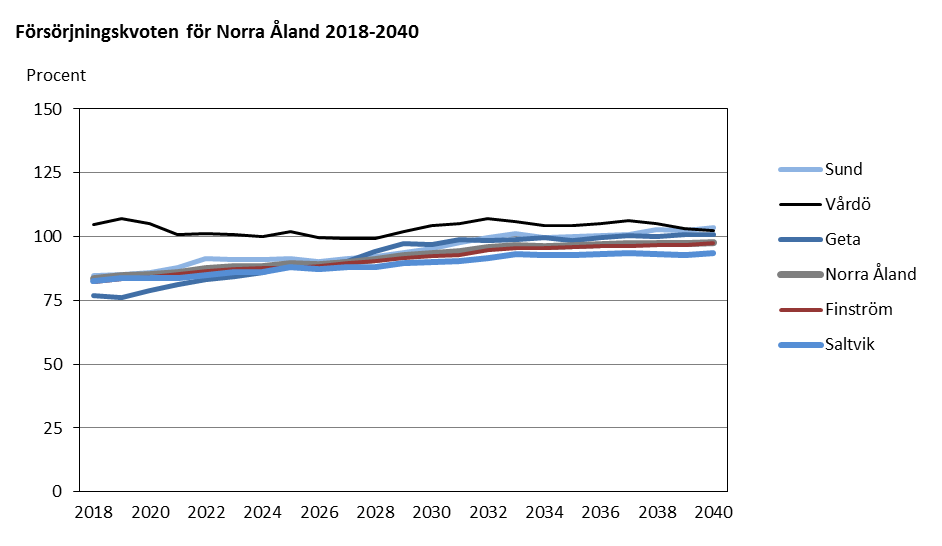 Försörjningskvoten för Norra Åland 2018-2040
Procent
150
125
100
75
50
25
0
2018 2020 2022 2024 2026 2028 2030 2032 2034 2036 2038 2040
Sund
Vårdö
Geta
Norra Åland
Finström
Saltvik